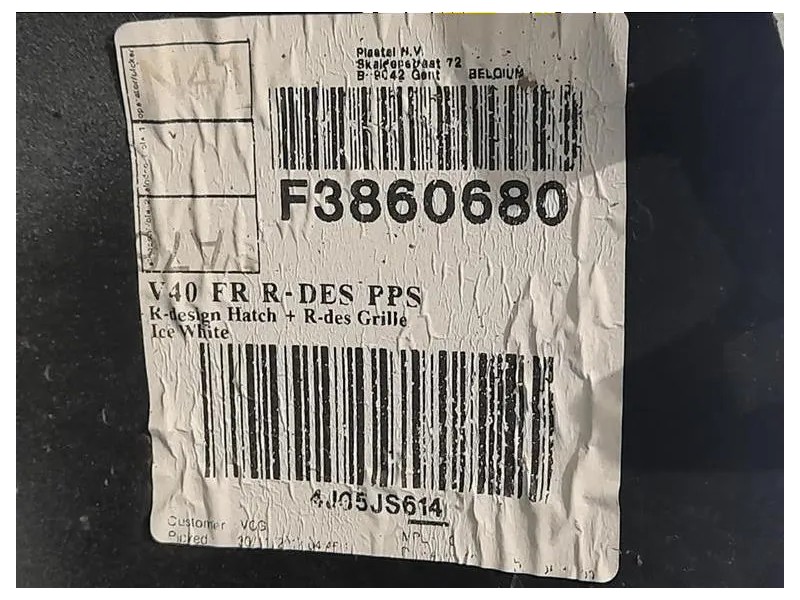 Plastal N.V.
Skaldenstraat 72
B-9042 Gent BELGIUM
F3860680
V40 FR R-DES PPS
R-design Hatch + R-des Grille
Ice White
4J05JS614
Customer VCG
Picked